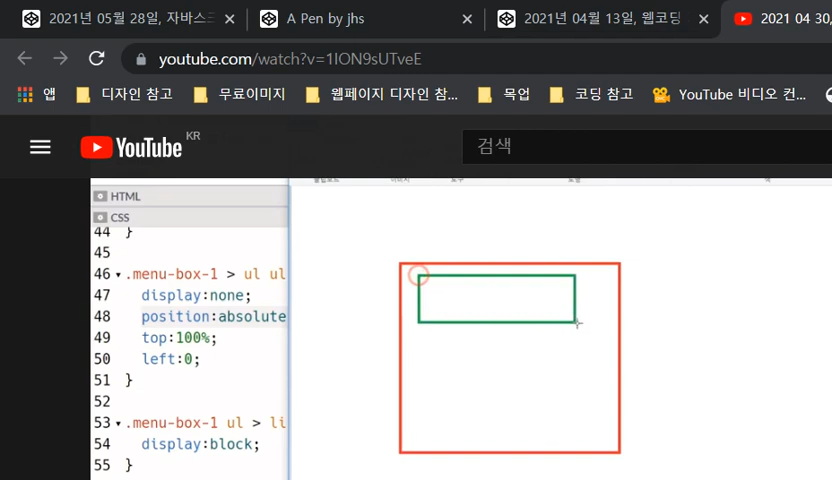 2021년 05월 28일, 자바스
A Pen by jhs
2021년 04월 13일, 웹코딩
2021 04 30,
youtube.com/watch?v=1ION9sUTveE
앱 디자인 참고 무료이미지 웹페이지 디자인 참... 목업 코딩 참고 YouTube 비디오 컨...
YouTube KR 검색
HTML
CSS
44 }
45
46 .menu-box-1 > ul ul
47 display:none;
48 position:absolute
49 top:100%;
50 left:0;
51 }
52
53 .menu-box-1 ul > li
54 display:block;
55 }